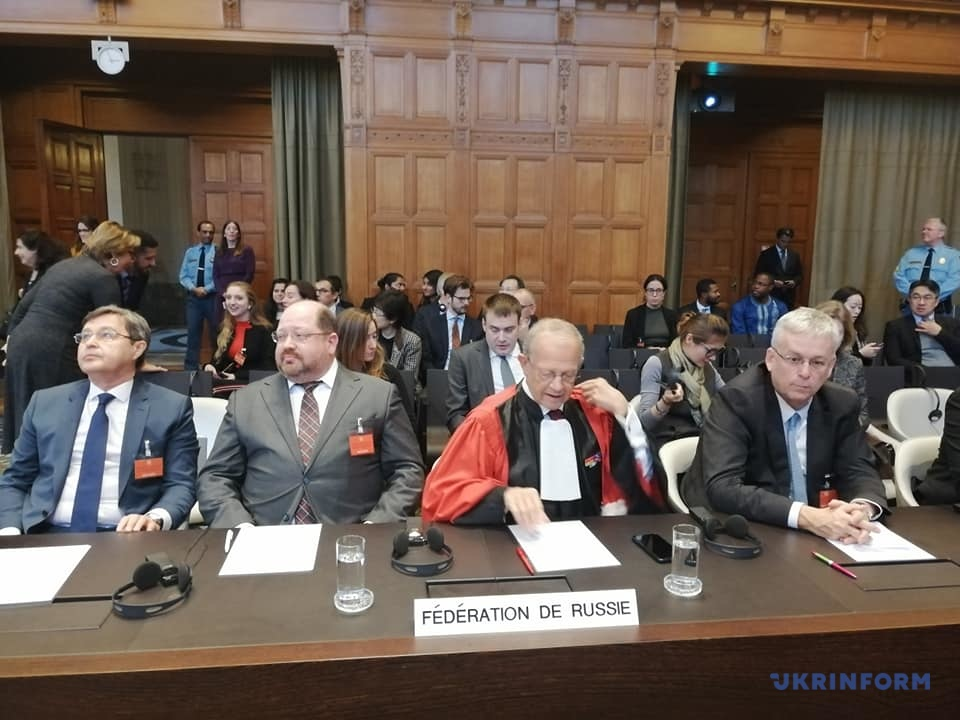 FÉDÉRATION DE RUSSIE
UKRINFORM